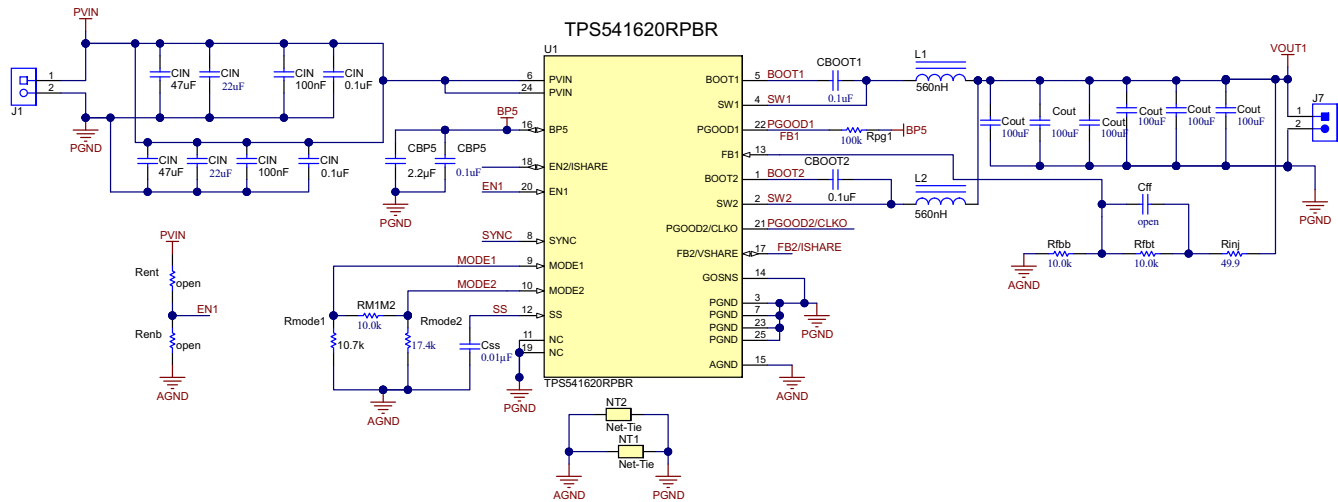 TPS541620RPBR
PVIN
J1
1
2
PGND
CIN
47uF
CIN
22uF
CIN
100nF
CIN
0.1uF
CIN
47uF
CIN
22uF
CIN
100nF
CIN
0.1uF
BP5
CBP5
2.2µF
CBP5
0.1uF
PGND
EN1
SYNC
MODE1
MODE2
SS
PVIN
Rent
open
EN1
Renb
open
AGND
Rmode1
10.7k
RM1M2
10.0k
Rmode2
17.4k
Css
0.01µF
AGND
PGND
U1
6 PVIN
24 PVIN
16 BP5
18 EN2/ISHARE
20 EN1
8 SYNC
9 MODE1
10 MODE2
12 SS
11 NC
19 NC
BOOT1 5 BOOT1
SW1 4 SW1
PGOOD1 22 PGOOD1
FB1 13 FB1
BOOT2 1 BOOT2
SW2 2 SW2
PGOOD2/CLKO 21 PGOOD2/CLKO
FB2/VSHARE 17 FB2/ISHARE
GOSNS 14
PGND 3
PGND 7
PGND 23
PGND 25
AGND 15
TPS541620RPBR
CBOOT1
0.1uF
L1
560nH
100k
Rpg1
BP5
CBOOT2
0.1uF
L2
560nH
PGND
AGND
VOUT1
Cout
100uF
Cout
100uF
Cout
100uF
Cout
100uF
Cout
100uF
Cout
100uF
1
2
J7
PGND
Cff
open
Rfbb
10.0k
Rfbt
10.0k
Rinj
49.9
AGND
NT2
Net-Tie
NT1
Net-Tie
AGND
PGND